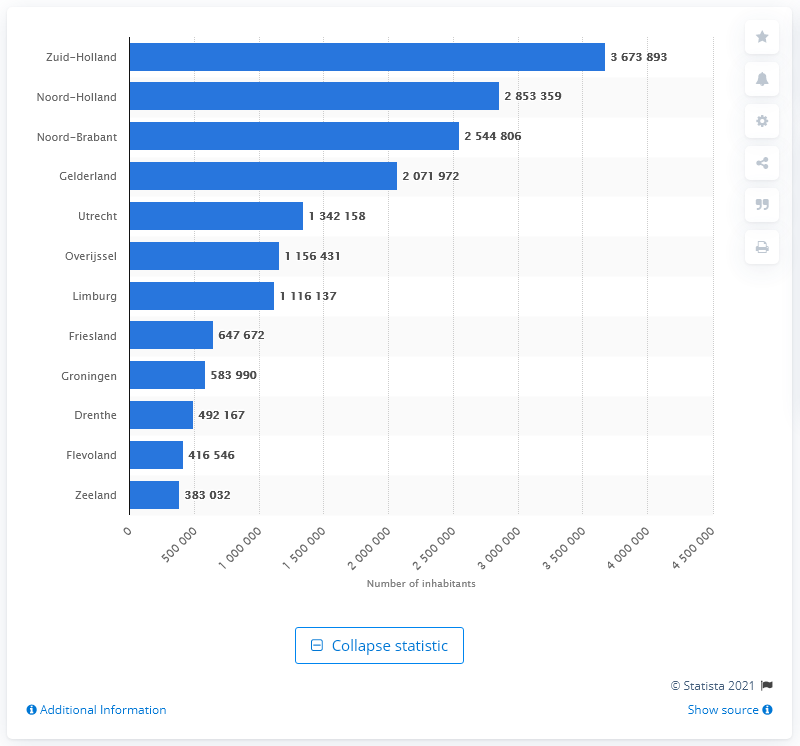 Zuid-Holland 3 673 893
Noord-Holland 2 853 359
Noord-Brabant 2 544 806
Gelderland 2 071 972
Utrecht 1 342 158
Overijssel 1 156 431
Limburg 1 116 137
Friesland 647 672
Groningen 583 990
Drenthe 492 167
Flevoland 416 546
Zeeland 383 032
0 500 000 1 000 000 1 500 000 2 000 000 2 500 000 3 000 000 3 500 000 4 000 000 4 500 000
Number of inhabitants
Collapse statistic
© Statista 2021
Additional Information Show source